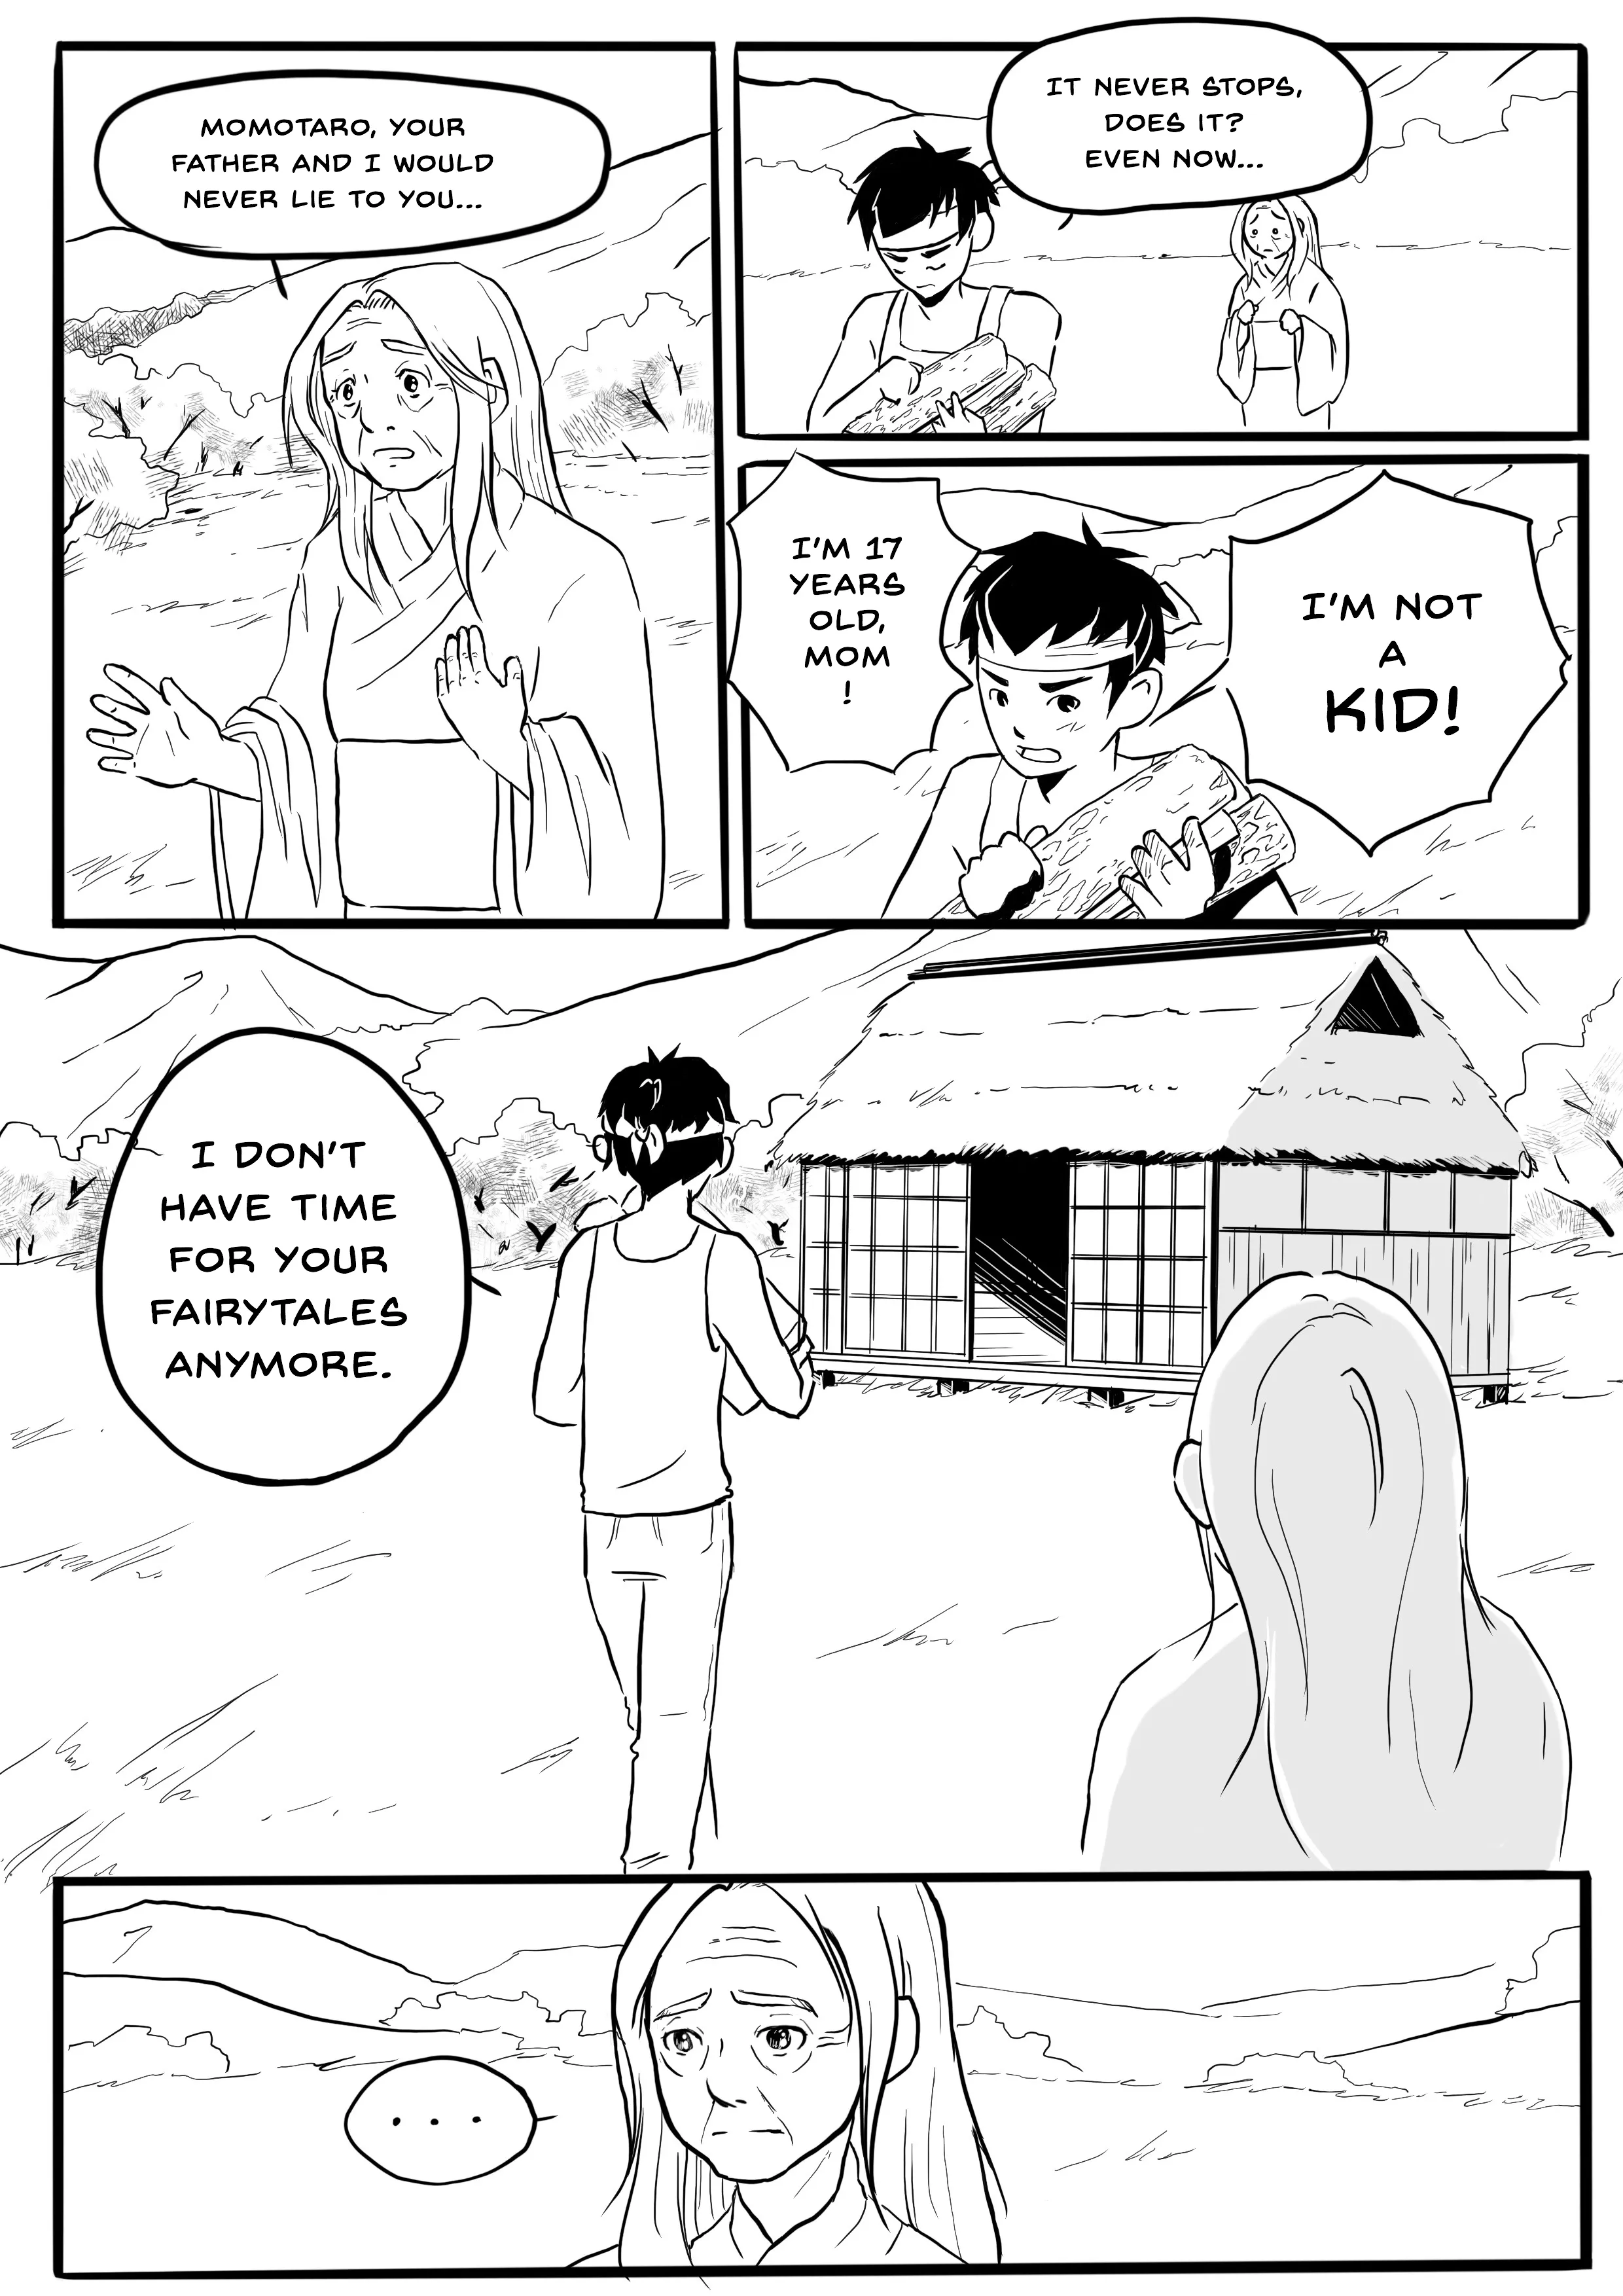 MOMOTARO, YOUR
FATHER AND I WOULD
NEVER LIE TO YOU...
IT NEVER STOPS,
DOES IT?
EVEN NOW...
I'M 17
YEARS
OLD,
MOM
!
I'M NOT
A
KID!
I DON'T
HAVE TIME
FOR YOUR
FAIRYTALES
ANYMORE.
...